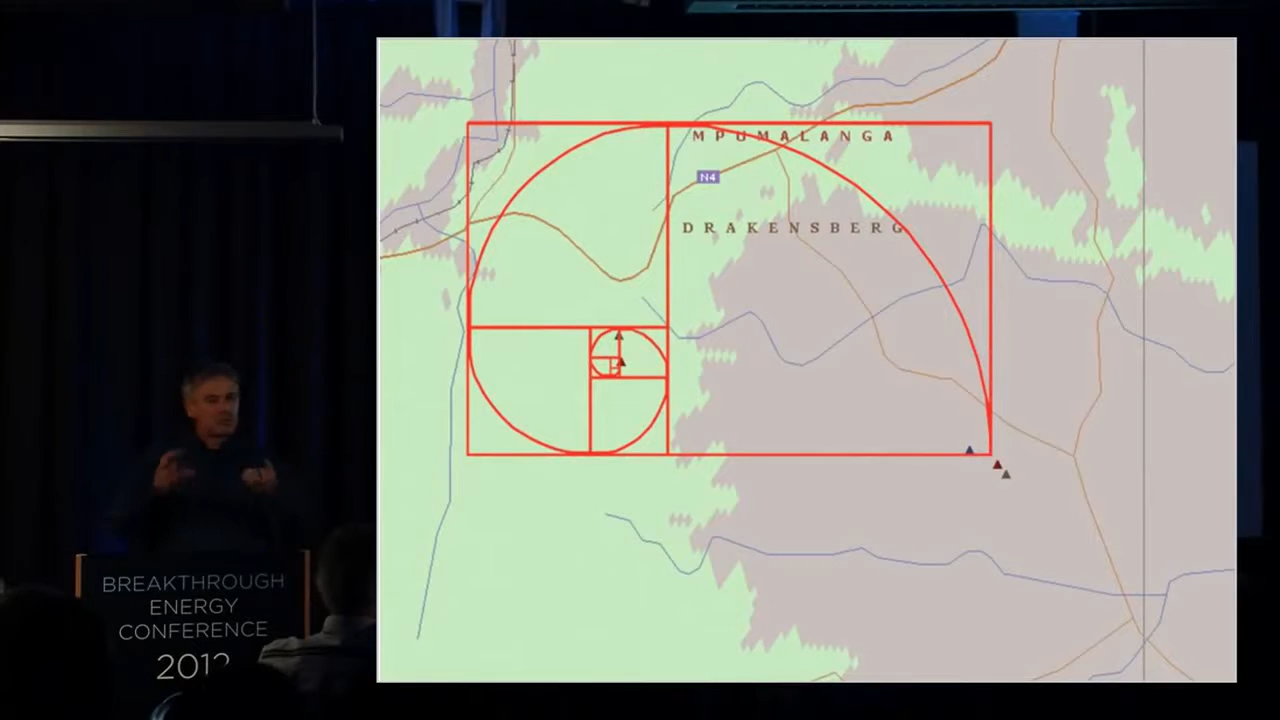 MPUMALANGA
N4
DRAKENSBERG
BREAKTHROUGH
ENERGY
CONFERENCE